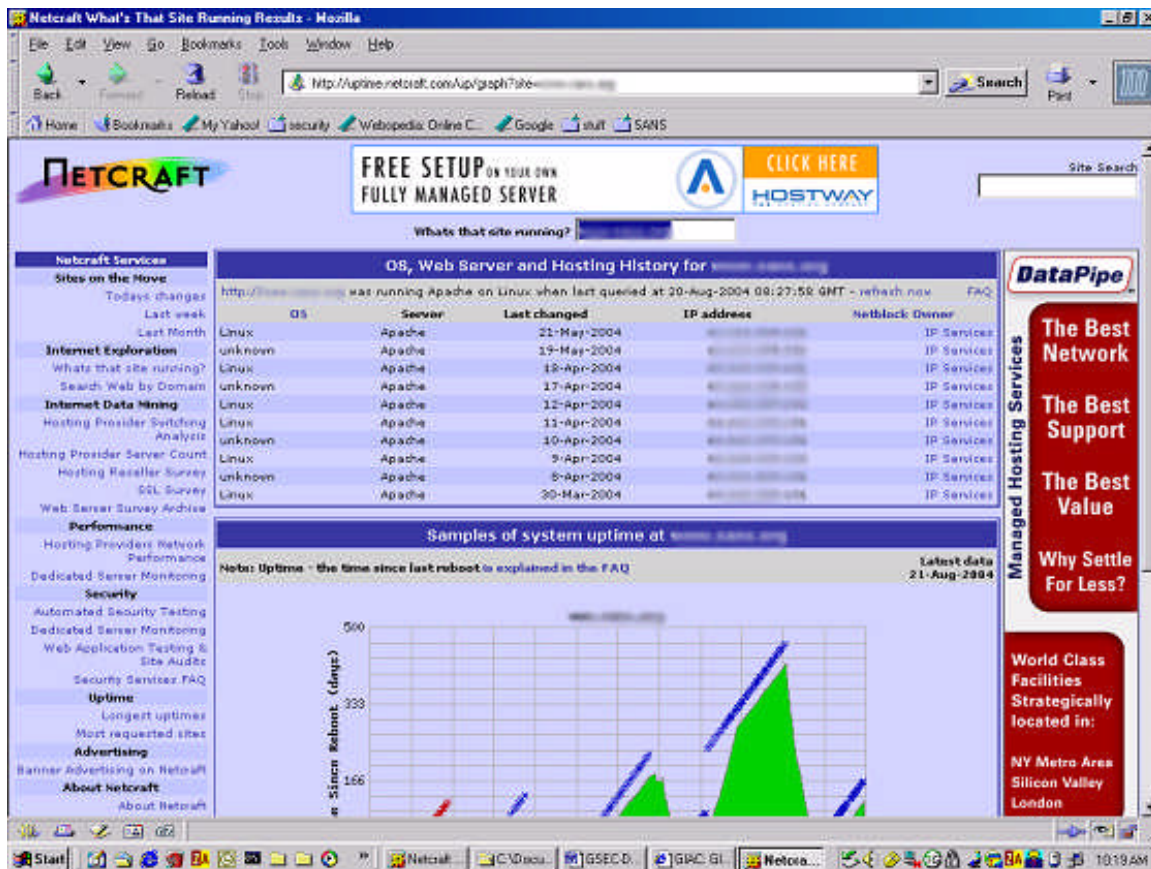 Netcraft What's That Site Running Results - Mozilla
File Edit View Go Bookmarks Tools Window Help
Back Forward Reload Stop
http://uptime.netcraft.com/up/graph?site=
Search Print
Home Bookmarks My Yahoo! security Webopedia: Online C... Google stuff SANS
NETCRAFT
FREE SETUP ON YOUR OWN
FULLY MANAGED SERVER
CLICK HERE
HOSTWAY
Site Search
Whats that site running?
Netcraft Services
Sites on the Move
Todays changes
Last week
Last Month
Internet Exploration
Whats that site running?
Search Web by Domain
Internet Data Mining
Hosting Provider Switching
Analysis
Hosting Provider Server Count
Hosting Reseller Survey
SSL Survey
Web Server Survey Archive
Performance
Hosting Providers Network
Performance
Dedicated Server Monitoring
Security
Automated Security Testing
Dedicated Server Monitoring
Web Application Testing &
Site Audits
Security Services FAQ
Uptime
Longest uptimes
Most requested sites
Advertising
Banner Advertising on Netcraft
About Netcraft
About Netcraft
OS, Web Server and Hosting History for
http:// was running Apache on Linux when last queried at 20-Aug-2004 08:27:58 GMT - refresh now FAQ
OS Server Last changed IP address Netblock Owner
Linux Apache 21-May-2004 IP Services
unknown Apache 19-May-2004 IP Services
Linux Apache 18-Apr-2004 IP Services
unknown Apache 17-Apr-2004 IP Services
Linux Apache 12-Apr-2004 IP Services
Linux Apache 11-Apr-2004 IP Services
unknown Apache 10-Apr-2004 IP Services
Linux Apache 9-Apr-2004 IP Services
unknown Apache 8-Apr-2004 IP Services
Linux Apache 30-Mar-2004 IP Services
Samples of system uptime at
Note: Uptime - the time since last reboot is explained in the FAQ
Latest data
21-Aug-2004
500
333
166
Since Reboot (days)
DataPipe
Managed Hosting Services
The Best
Network
The Best
Support
The Best
Value
Why Settle
For Less?
World Class
Facilities
Strategically
located in:
NY Metro Area
Silicon Valley
London
Start Netcraft... C:\Docu... GSEC-D... GIAC GI... Netcra... 10:19 AM